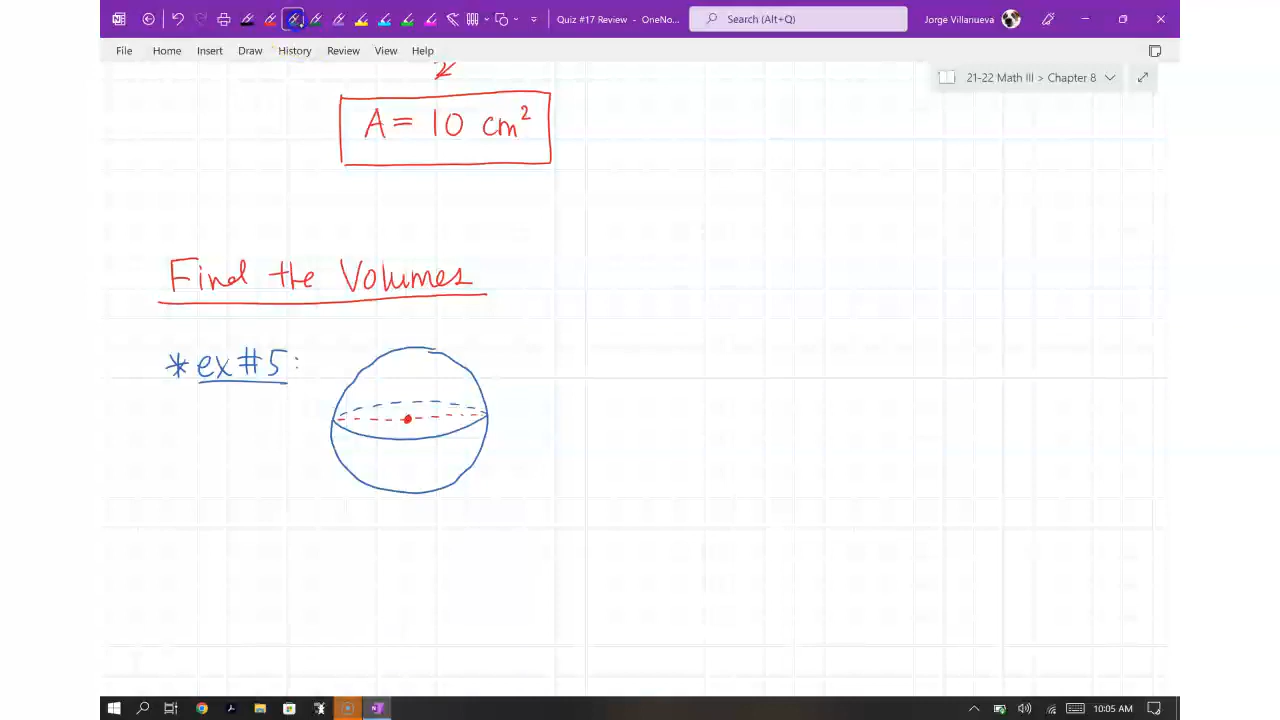 Quiz #17 Review - OneNo...
Search (Alt+Q)
Jorge Villanueva
File Home Insert Draw History Review View Help
21-22 Math III > Chapter 8
A = 10 cm²
Find the Volumes
* ex #5:
10:05 AM